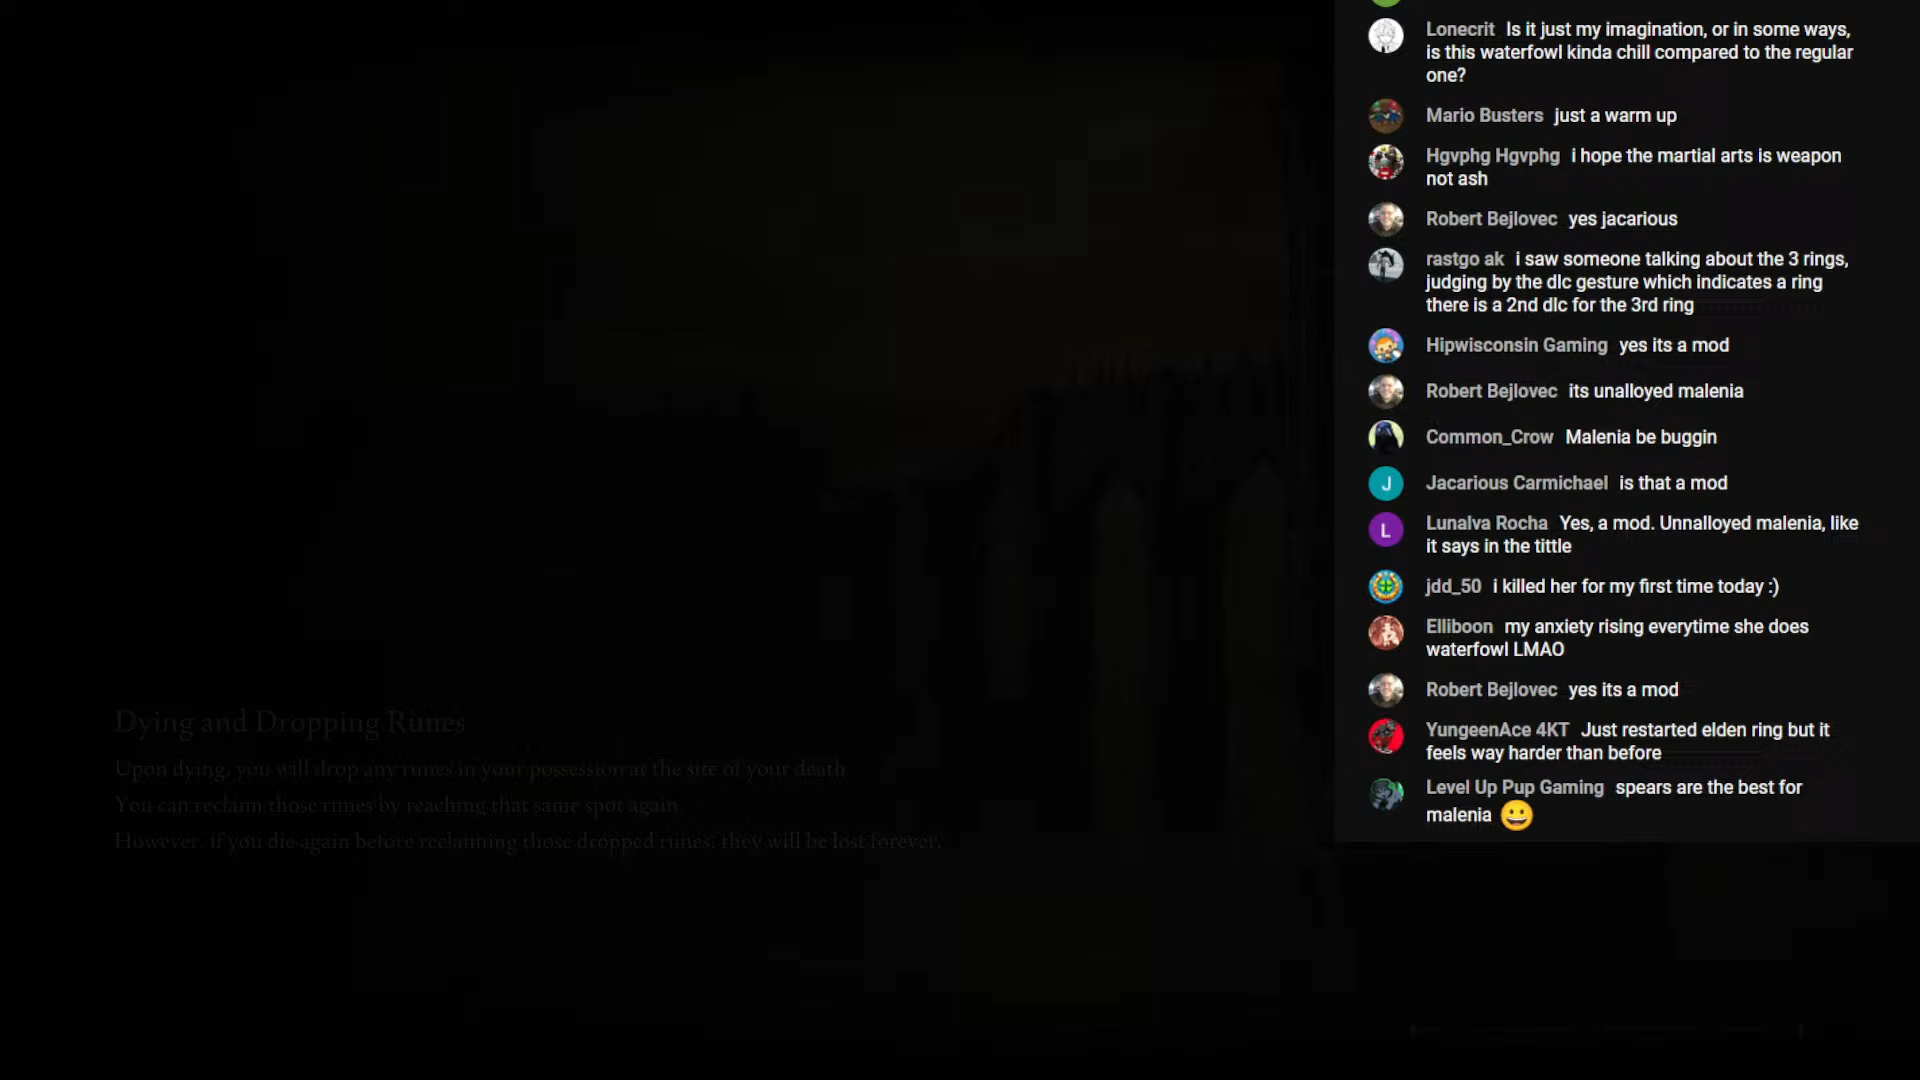 Lonecrit Is it just my imagination, or in some ways,
is this waterfowl kinda chill compared to the regular
one?
Mario Busters just a warm up
Hgvphg Hgvphg i hope the martial arts is weapon
not ash
Robert Bejlovec yes jacarious
rastgo ak i saw someone talking about the 3 rings,
judging by the dlc gesture which indicates a ring
there is a 2nd dlc for the 3rd ring
Hipwisconsin Gaming yes its a mod
Robert Bejlovec its unalloyed malenia
Common_Crow Malenia be buggin
J
Jacarious Carmichael is that a mod
L
Lunalva Rocha Yes, a mod. Unnalloyed malenia, like
it says in the tittle
jdd_50 i killed her for my first time today :)
Elliboon my anxiety rising everytime she does
waterfowl LMAO
Robert Bejlovec yes its a mod
YungeenAce 4KT Just restarted elden ring but it
feels way harder than before
Level Up Pup Gaming spears are the best for
malenia 😀
Dying and Dropping Runes
Upon dying, you will drop any runes in your possession at the site of your death
You can reclaim those runes by reaching that same spot again
However, if you die again before reclaiming those dropped runes, they will be lost forever.